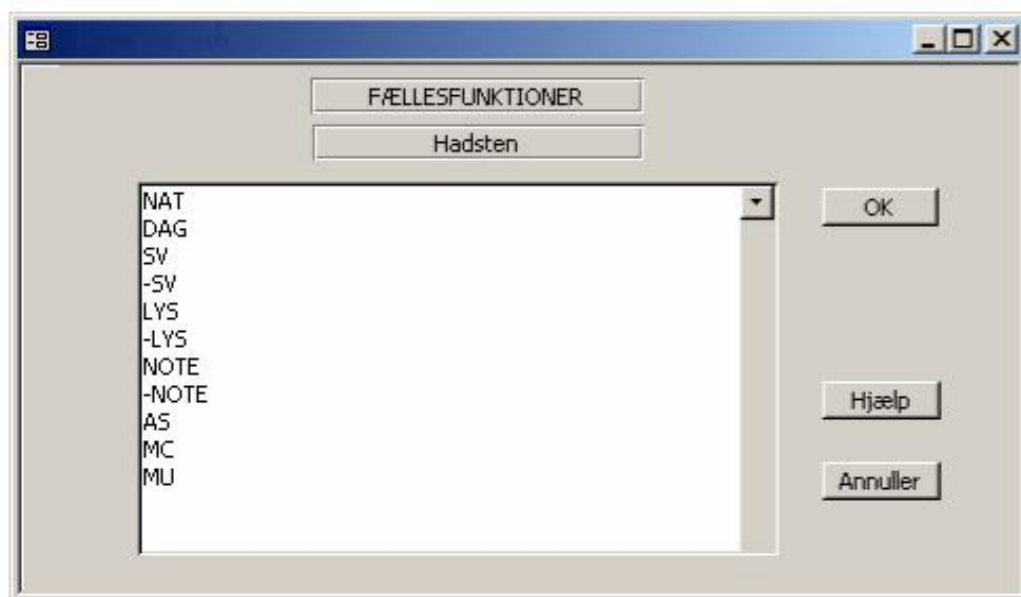 FÆLLESFUNKTIONER
Hadsten
NAT
DAG
SV
-SV
LYS
-LYS
NOTE
-NOTE
AS
MC
MU
OK
Hjælp
Annuller